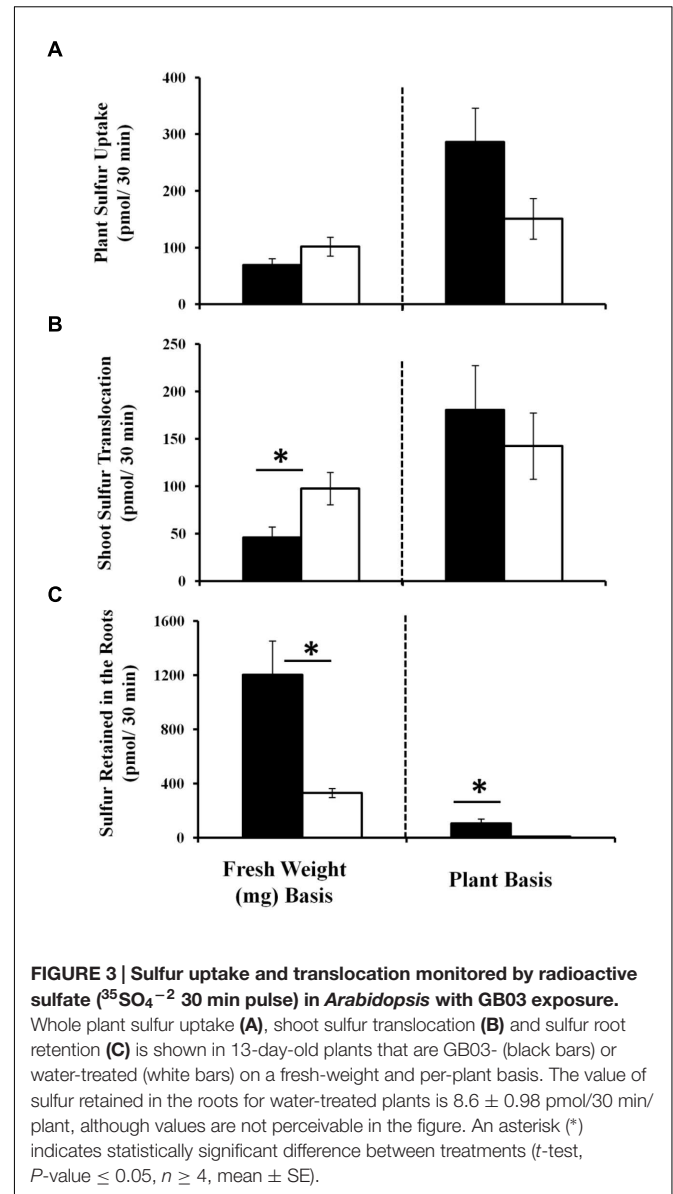 A
Plant Sulfur Uptake
(pmol/ 30 min)
400
300
200
100
0
B
Shoot Sulfur Translocation
(pmol/ 30 min)
250
200
150
100
50
0
*
C
Sulfur Retained in the Roots
(pmol/ 30 min)
1600
1200
800
400
0
*
*
Fresh Weight
(mg) Basis
Plant Basis
FIGURE 3 | Sulfur uptake and translocation monitored by radioactive
sulfate (³⁵SO₄⁻² 30 min pulse) in Arabidopsis with GB03 exposure.
Whole plant sulfur uptake (A), shoot sulfur translocation (B) and sulfur root
retention (C) is shown in 13-day-old plants that are GB03- (black bars) or
water-treated (white bars) on a fresh-weight and per-plant basis. The value of
sulfur retained in the roots for water-treated plants is 8.6 ± 0.98 pmol/30 min/
plant, although values are not perceivable in the figure. An asterisk (*)
indicates statistically significant difference between treatments (t-test,
P-value ≤ 0.05, n ≥ 4, mean ± SE).